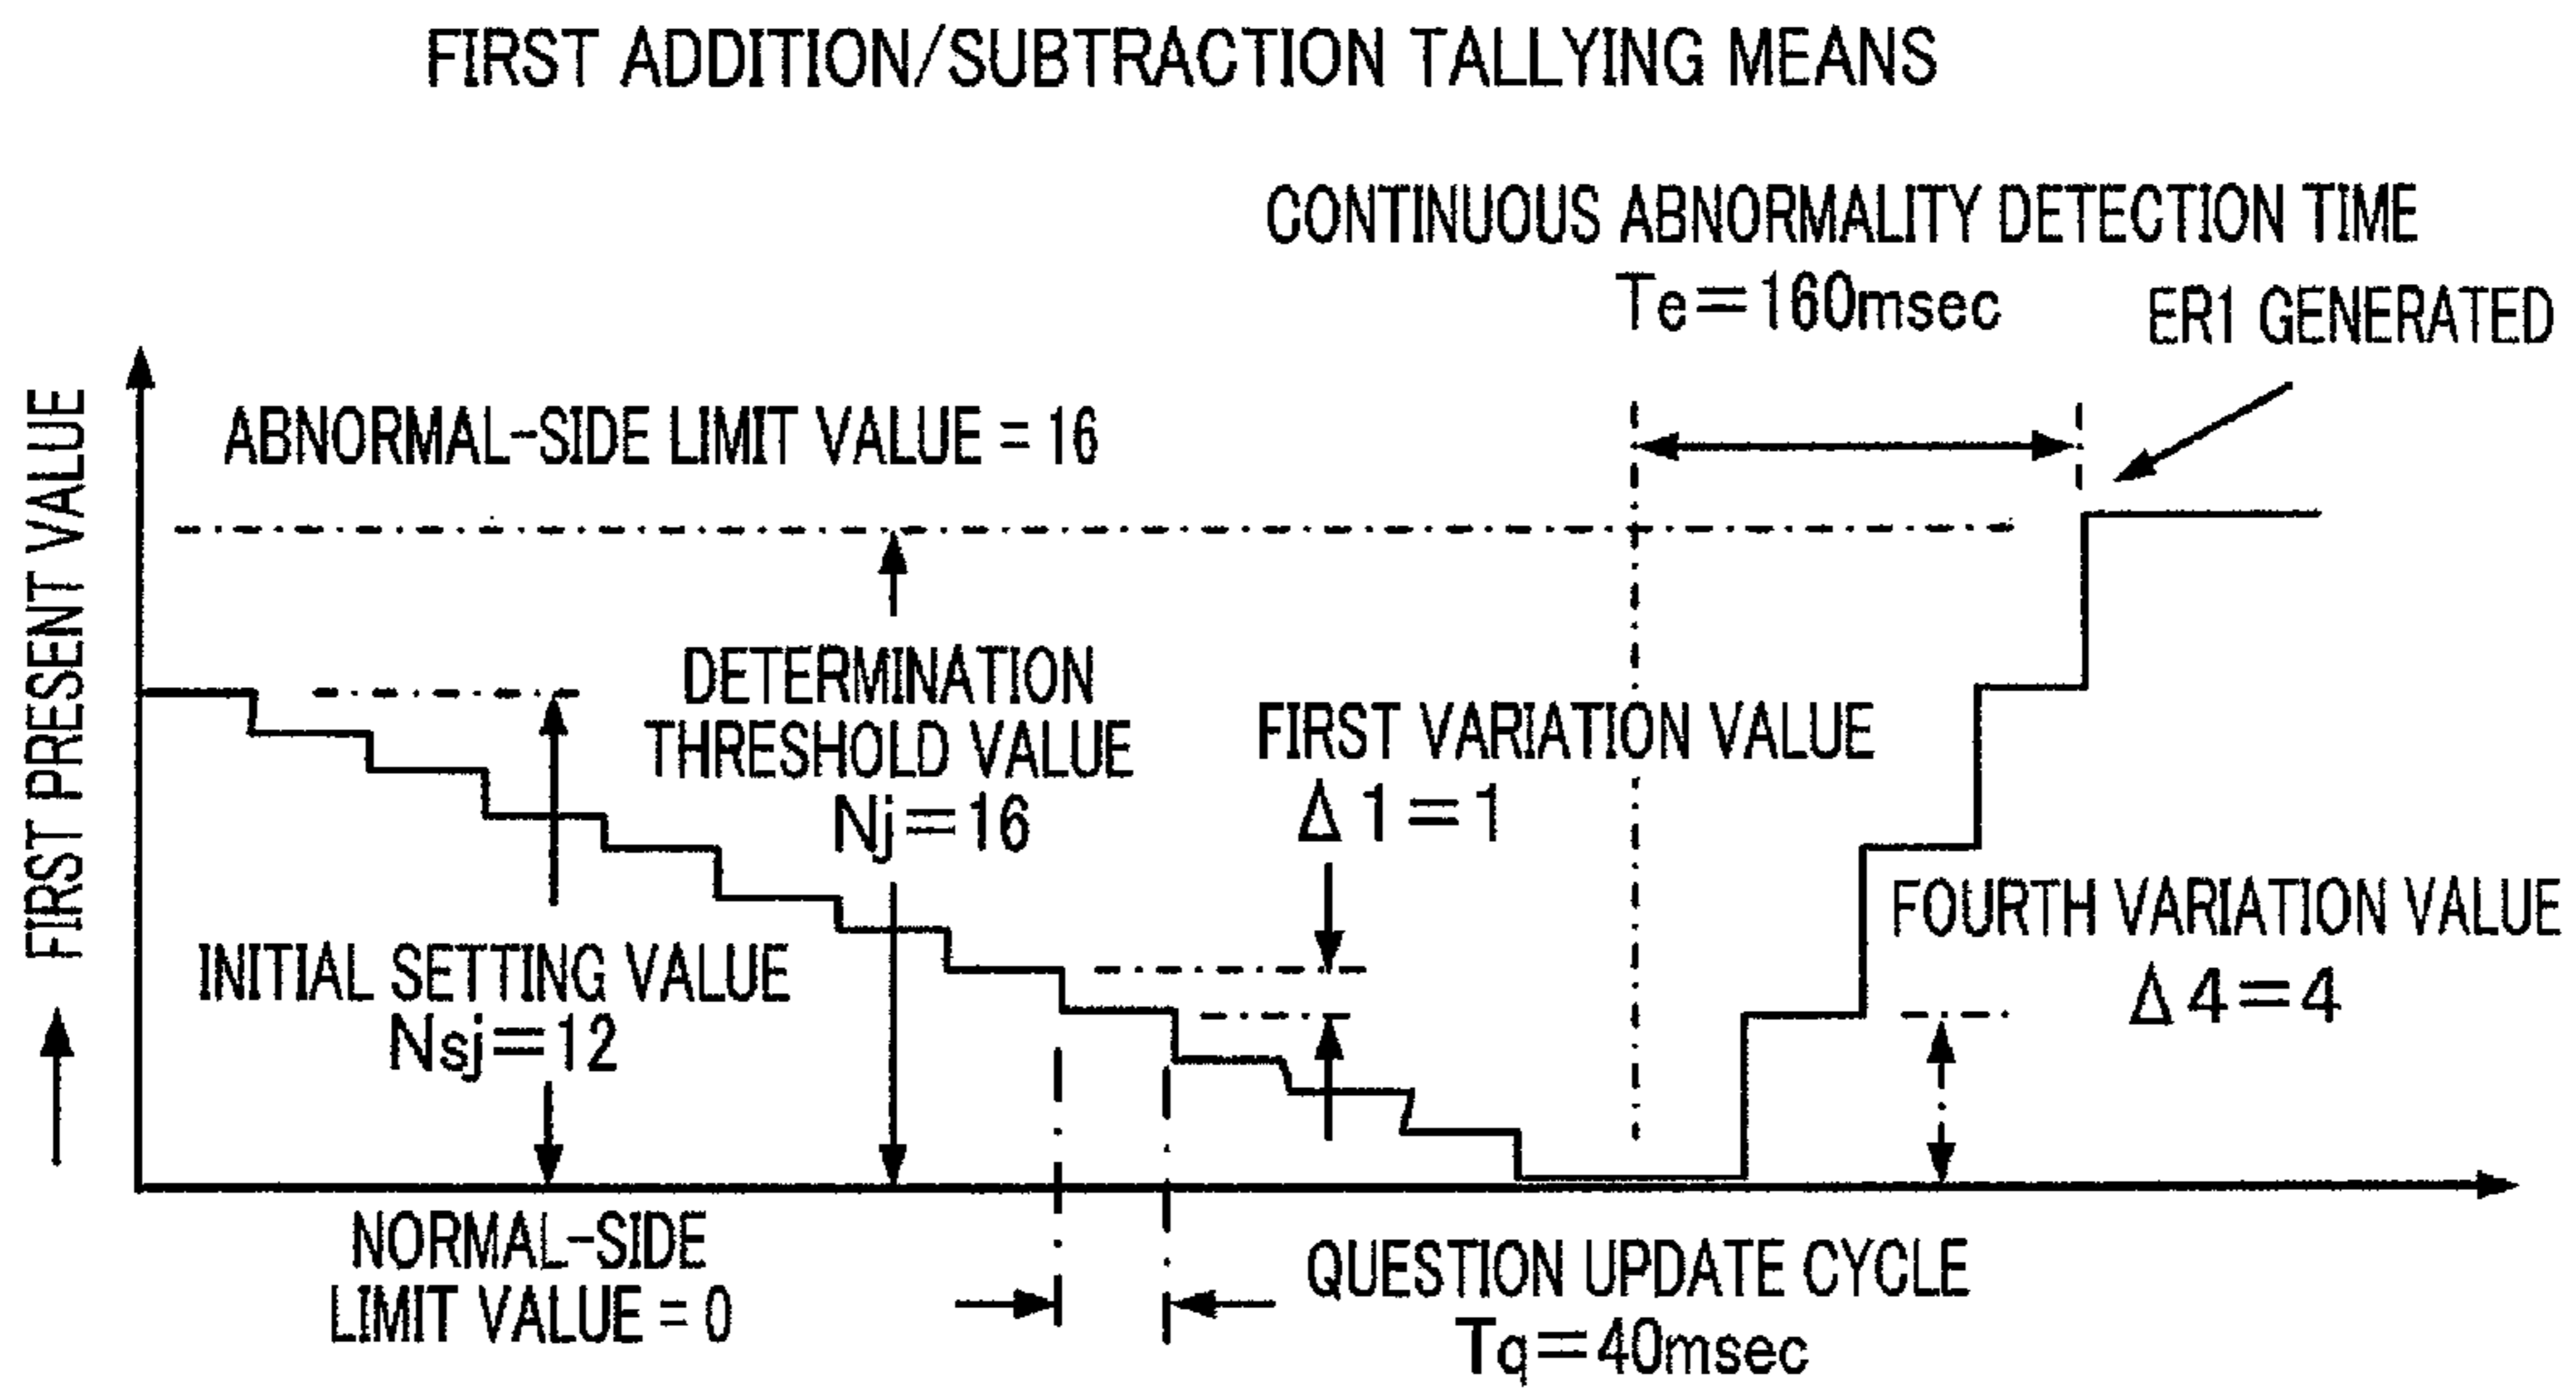 FIRST ADDITION/SUBTRACTION TALLYING MEANS
CONTINUOUS ABNORMALITY DETECTION TIME
Te=160msec
ER1 GENERATED
ABNORMAL-SIDE LIMIT VALUE = 16
FIRST PRESENT VALUE
DETERMINATION
THRESHOLD VALUE
Nj=16
FIRST VARIATION VALUE
Δ1=1
FOURTH VARIATION VALUE
Δ4=4
INITIAL SETTING VALUE
Nsj=12
NORMAL-SIDE
LIMIT VALUE = 0
QUESTION UPDATE CYCLE
Tq=40msec